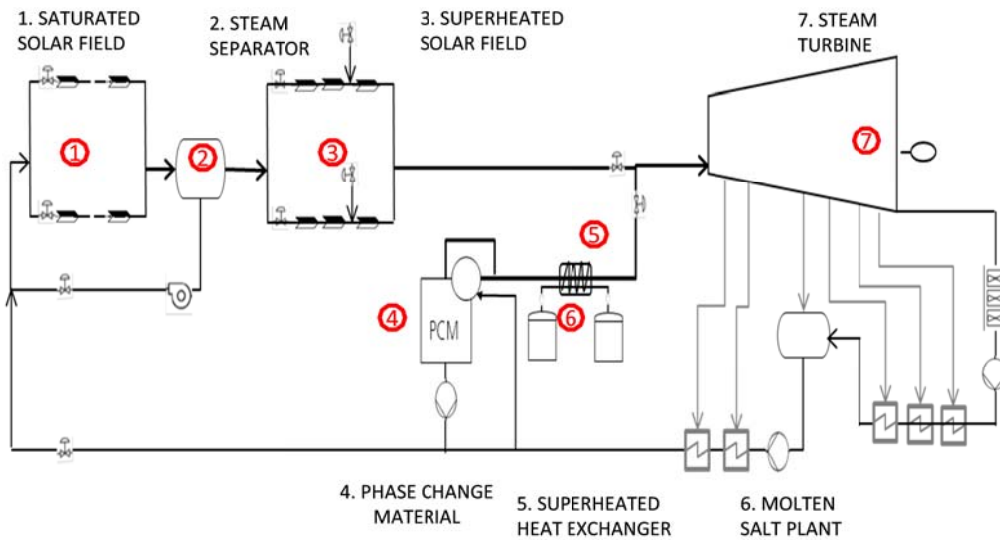 1. SATURATED
SOLAR FIELD
2. STEAM
SEPARATOR
3. SUPERHEATED
SOLAR FIELD
7. STEAM
TURBINE
1
2
3
7
5
4
6
PCM
4. PHASE CHANGE
MATERIAL
5. SUPERHEATED
HEAT EXCHANGER
6. MOLTEN
SALT PLANT